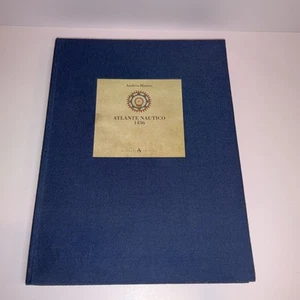 Andrea Bianco
ATLANTE NAUTICO
1436
A